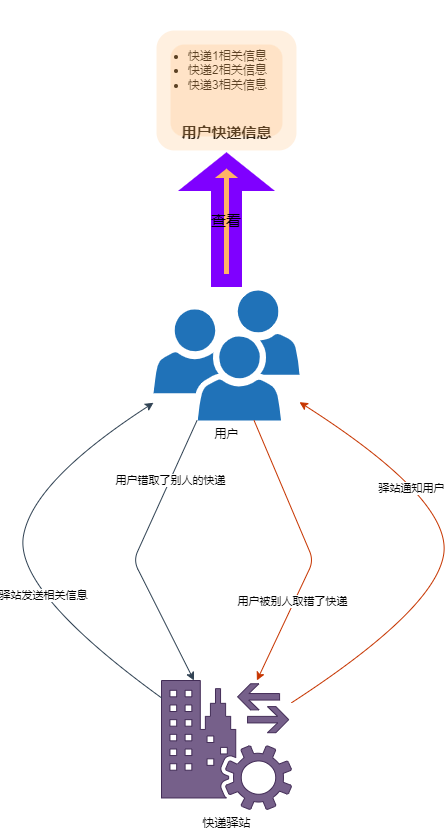 快递1相关信息
快递2相关信息
快递3相关信息
用户快递信息
查看
用户
用户错取了别人的快递
驿站通知用户
驿站发送相关信息
用户被别人取错了快递
快递驿站